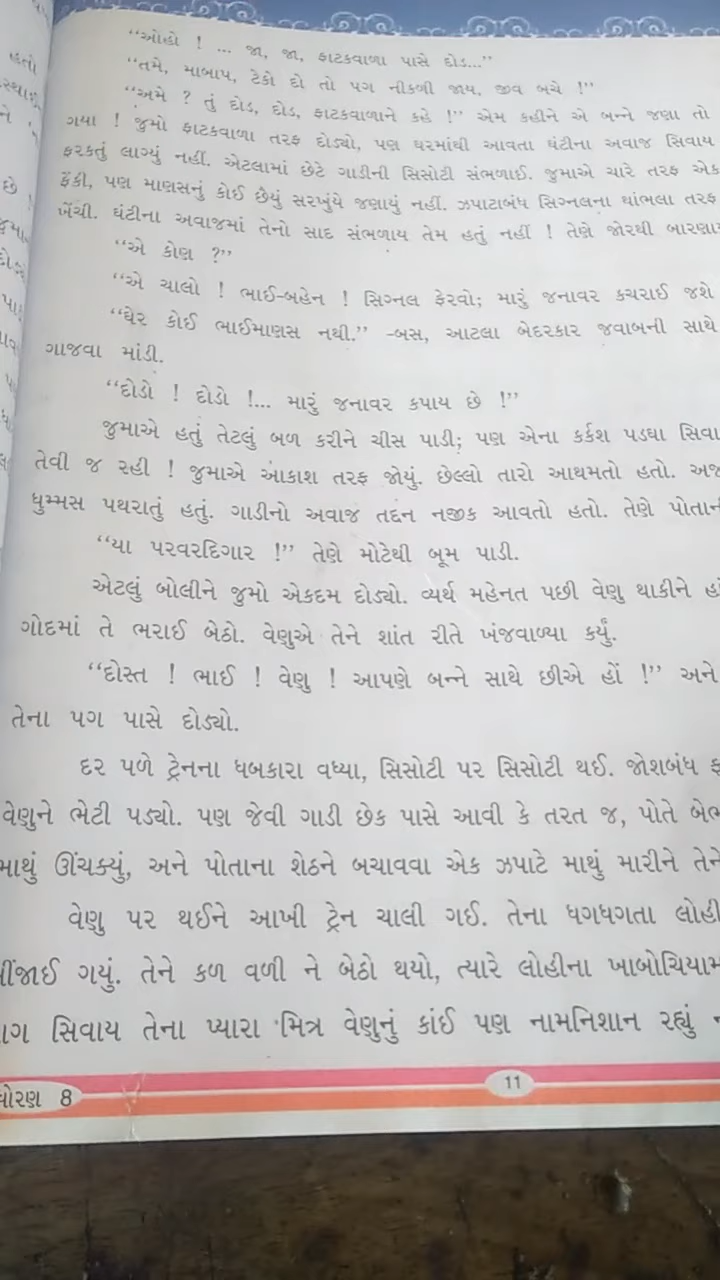 “ઓહો ! ... જા, જા, ફાટકવાળા પાસે દોડ...”
“તમે, માબાપ, ટેકો દો તો પગ નીકળી જાય, જીવ બચે !”
“અમે ? તું દોડ, દોડ, ફાટકવાળાને કહે !” એમ કહીને એ બન્ને જણા તો
ગયા ! જુમો ફાટકવાળા તરફ દોડ્યો, પણ ઘરમાંથી આવતા ઘંટીના અવાજ સિવાય
ફરકતું લાગ્યું નહીં. એટલામાં છેટે ગાડીની સિસોટી સંભળાઈ. જુમાએ ચારે તરફ એક
ફેંકી, પણ માણસનું કોઈ છૈયું સરખુંયે જણાયું નહીં. ઝપાટાબંધ સિગ્નલના થાંભલા તરફ
ખેંચી. ઘંટીના અવાજમાં તેનો સાદ સંભળાય તેમ હતું નહીં ! તેણે જોરથી
“એ કોણ ?”
“એ ચાલો ! ભાઈ-બહેન ! સિગ્નલ ફેરવો; મારું જનાવર કચરાઈ જશે
“ઘેર કોઈ ભાઈમાણસ નથી.” -બસ, આટલા બેદરકાર જવાબની સાથે
ગાજવા માંડી.
“દોડો ! દોડો !... મારું જનાવર કપાય છે !”
જુમાએ હતું તેટલું બળ કરીને ચીસ પાડી; પણ એના કર્કશ પડઘા
તેવી જ રહી ! જુમાએ આકાશ તરફ જોયું. છેલ્લો તારો આથમતો હતો.
ધુમ્મસ પથરાતું હતું. ગાડીનો અવાજ તદ્દન નજીક આવતો હતો. તેણે
“યા પરવરદિગાર !” તેણે મોટેથી બૂમ પાડી.
એટલું બોલીને જુમો એકદમ દોડ્યો. વ્યર્થ મહેનત પછી વેણુ થાકીને
ગોદમાં તે ભરાઈ બેઠો. વેણુએ તેને શાંત રીતે ખંજવાળ્યા કર્યું.
“દોસ્ત ! ભાઈ ! વેણુ ! આપણે બન્ને સાથે છીએ હોં !” અને
તેના પગ પાસે દોડ્યો.
દર પળે ટ્રેનના ધબકારા વધ્યા, સિસોટી પર સિસોટી થઈ. જોશબંધ
વેણુને ભેટી પડ્યો. પણ જેવી ગાડી છેક પાસે આવી કે તરત જ, પોતે
માથું ઊંચક્યું, અને પોતાના શેઠને બચાવવા એક ઝપાટે માથું મારીને તેને
વેણુ પર થઈને આખી ટ્રેન ચાલી ગઈ. તેના ધગધગતા લોહી
ગયું. તેને કળ વળી ને બેઠો થયો, ત્યારે લોહીના
સિવાય તેના પ્યારા મિત્ર વેણુનું કાંઈ પણ નામનિશાન રહ્યું
8
11